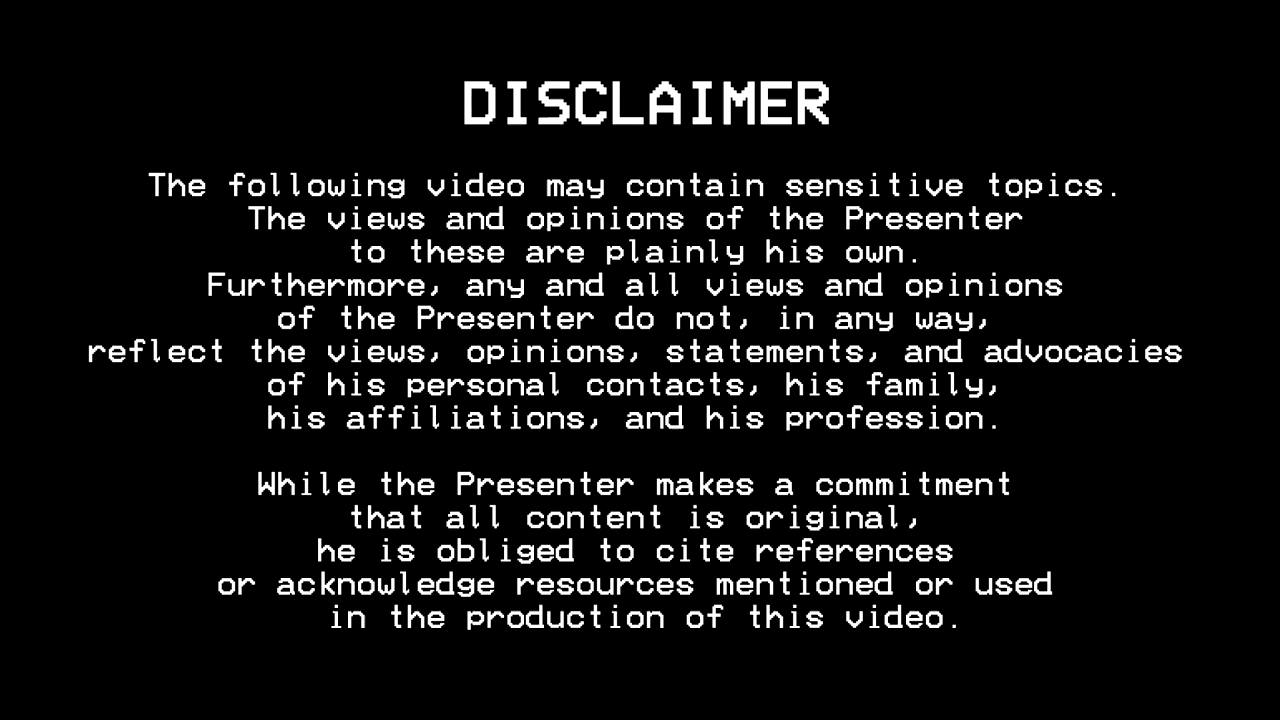 DISCLAIMER
The following video may contain sensitive topics.
The views and opinions of the Presenter
to these are plainly his own.
Furthermore, any and all views and opinions
of the Presenter do not, in any way,
reflect the views, opinions, statements, and advocacies
of his personal contacts, his family,
his affiliations, and his profession.
While the Presenter makes a commitment
that all content is original,
he is obliged to cite references
or acknowledge resources mentioned or used
in the production of this video.